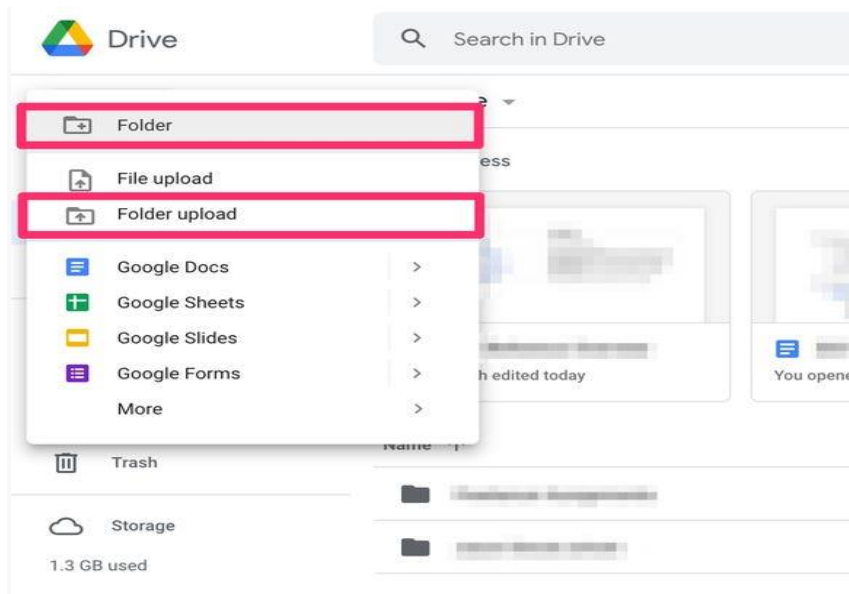 Drive
Search in Drive
Folder
File upload
Folder upload
Google Docs
Google Sheets
Google Slides
Google Forms
More
ess
h edited today
You opene
Name
Trash
Storage
1.3 GB used